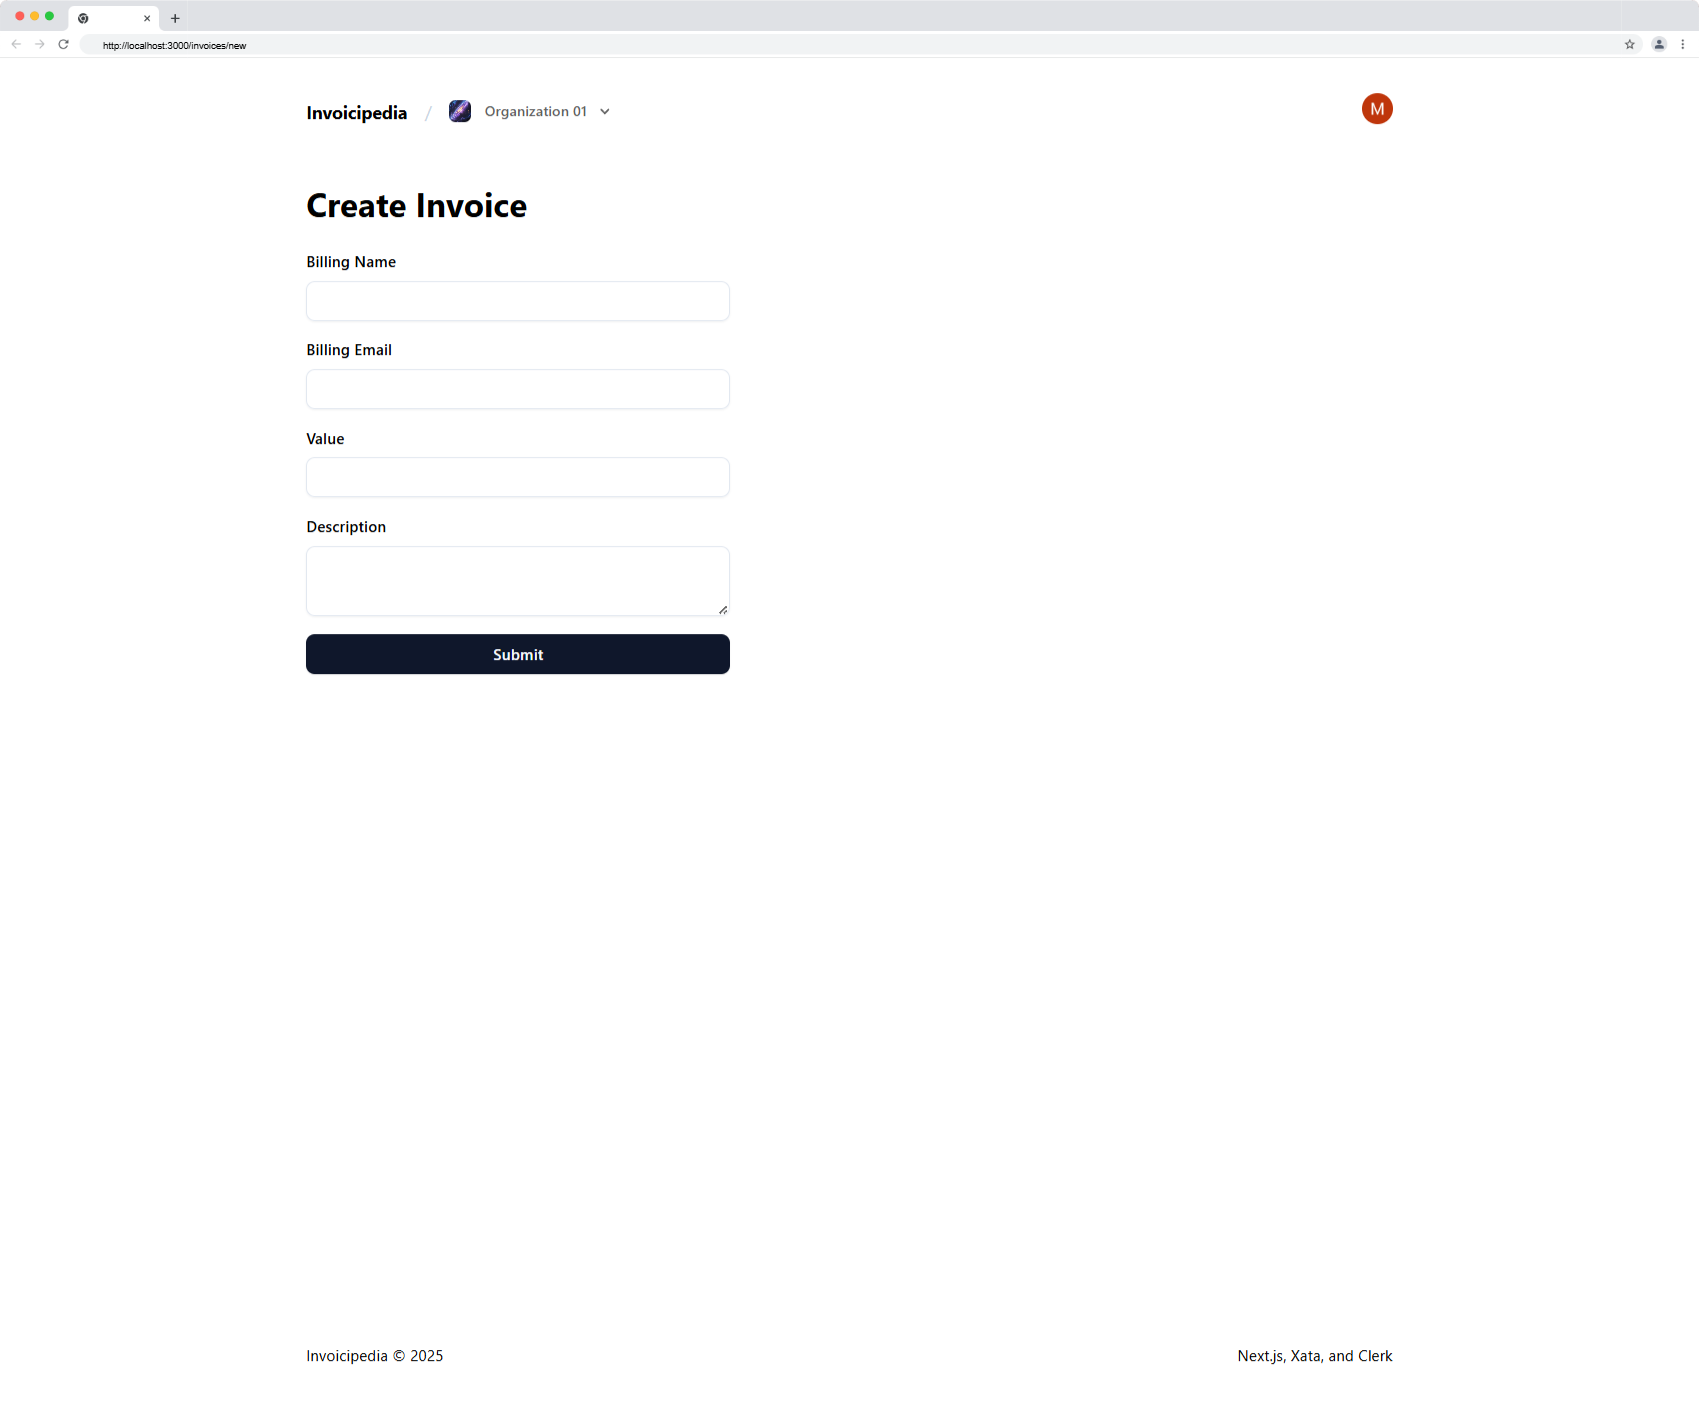 http://localhost:3000/invoices/new
Invoicipedia / Organization 01
M
Create Invoice
Billing Name
Billing Email
Value
Description
Submit
Invoicipedia © 2025
Next.js, Xata, and Clerk